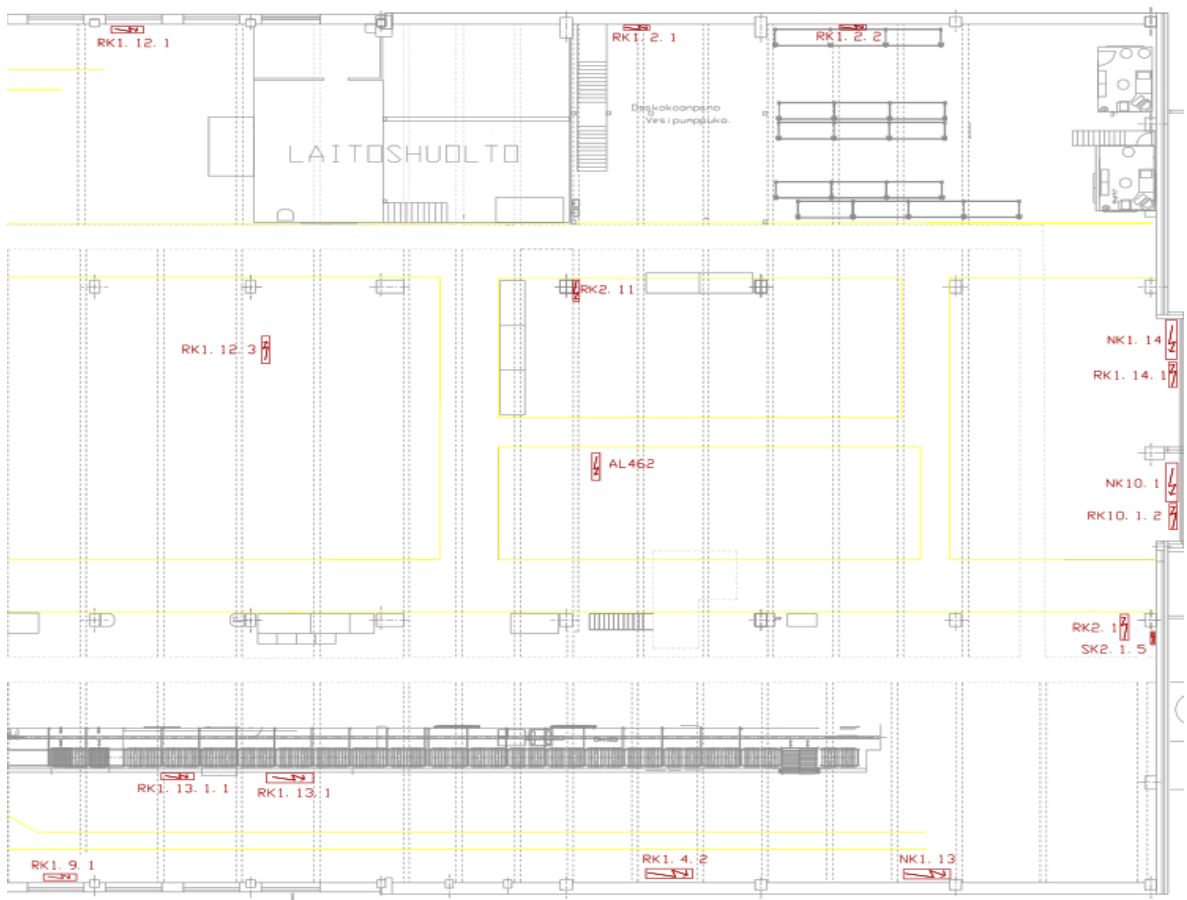 RK1. 12. 1
RK1. 2. 1
RK1. 2. 2
Vesipumppuko.
LAITOSHUOLTO
RK2. 11
RK1. 12. 3
NK1. 14
RK1. 14. 1
AL462
NK10. 1
RK10. 1. 2
RK2. 1
SK2. 1. 5
RK1. 13. 1. 1
RK1. 13. 1
RK1. 9. 1
RK1. 4. 2
NK1. 13